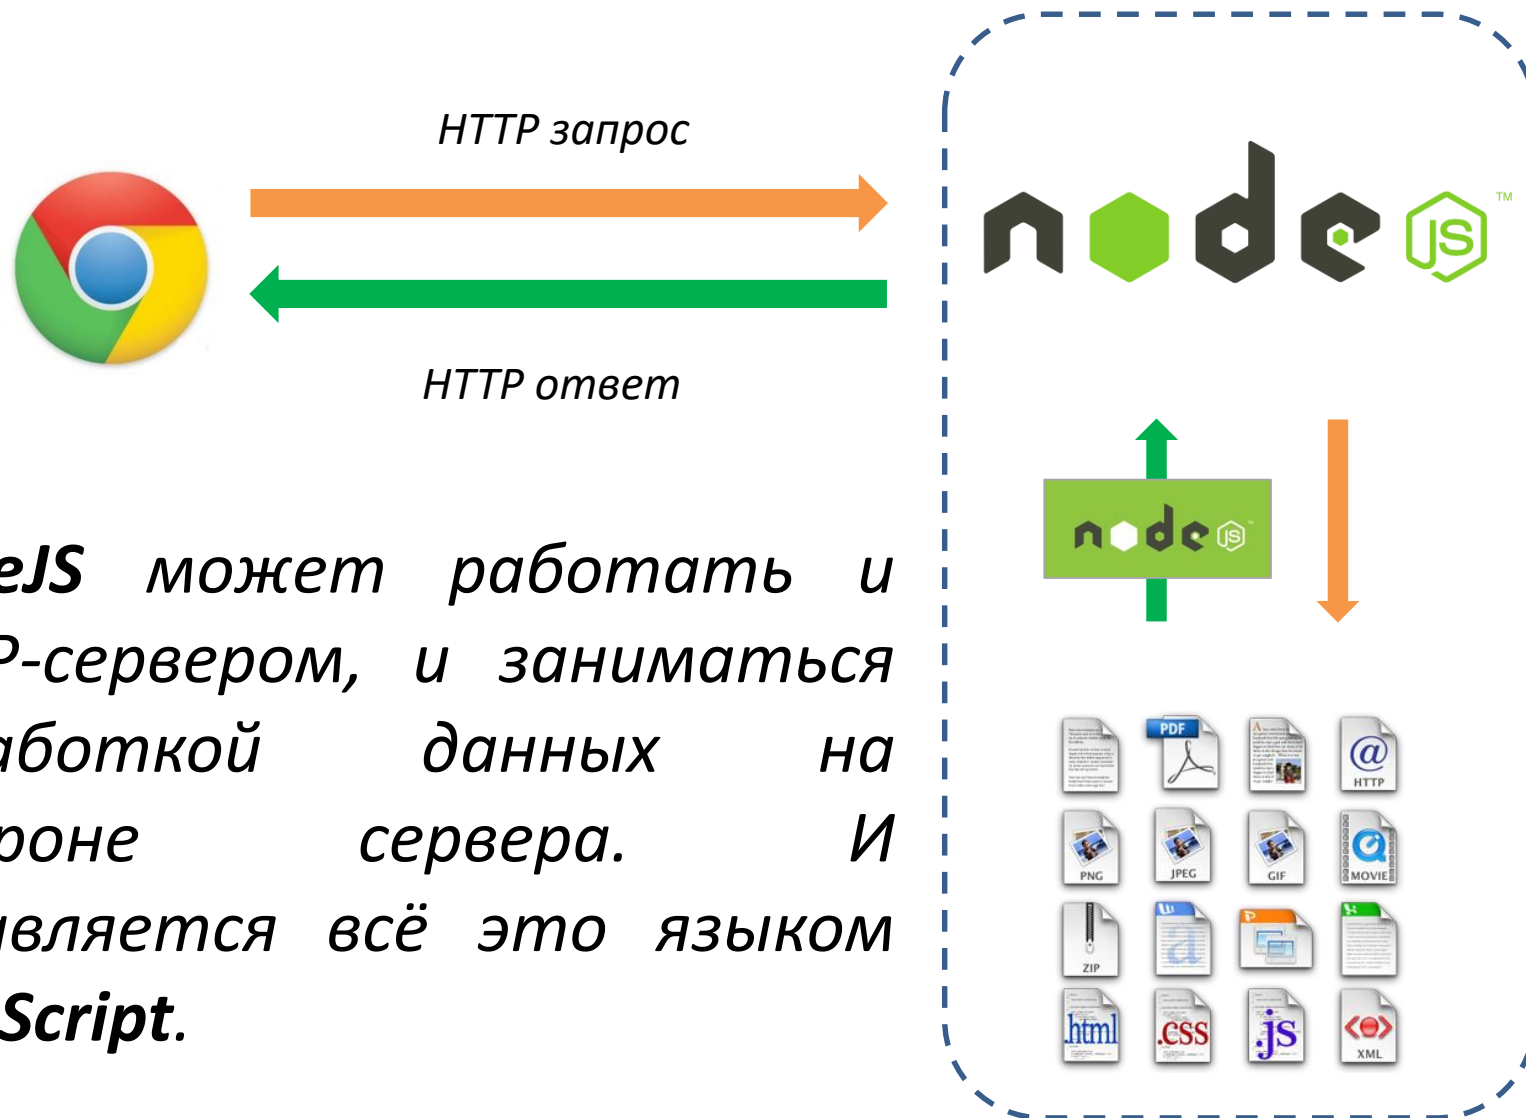 HTTP запрос
node JS ™
HTTP ответ
node JS
eJS может работать и
P-сервером, и заниматься
аботкой данных на
роне сервера. И
вляется всё это языком
Script.
PDF
HTTP
PNG JPEG GIF MOVIE
ZIP
.html .css .js XML